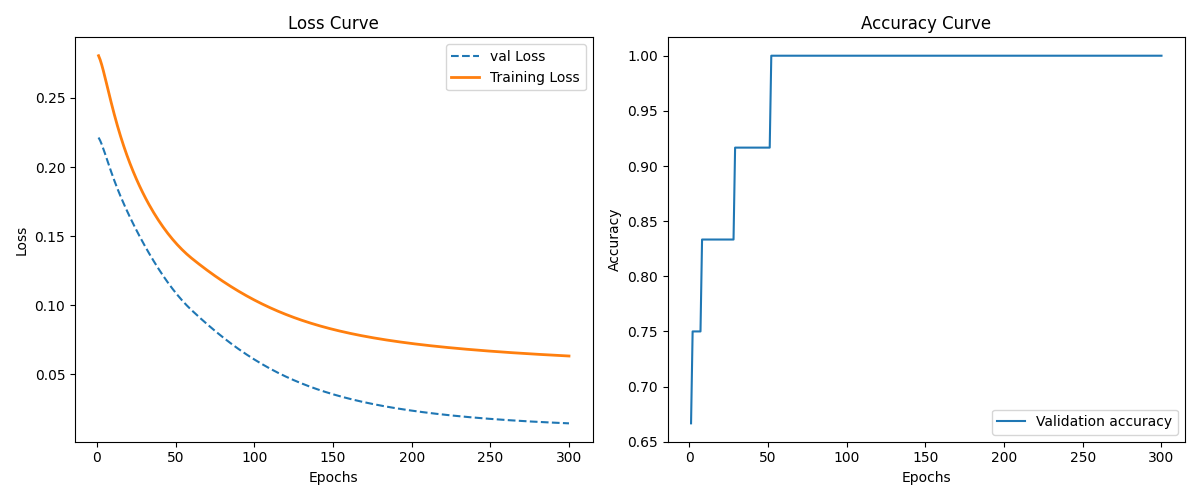 Loss Curve
val Loss
Training Loss
0.25
0.20
0.15
0.10
0.05
Loss
0 50 100 150 200 250 300
Epochs
Accuracy Curve
1.00
0.95
0.90
0.85
0.80
0.75
0.70
0.65
Accuracy
Validation accuracy
0 50 100 150 200 250 300
Epochs